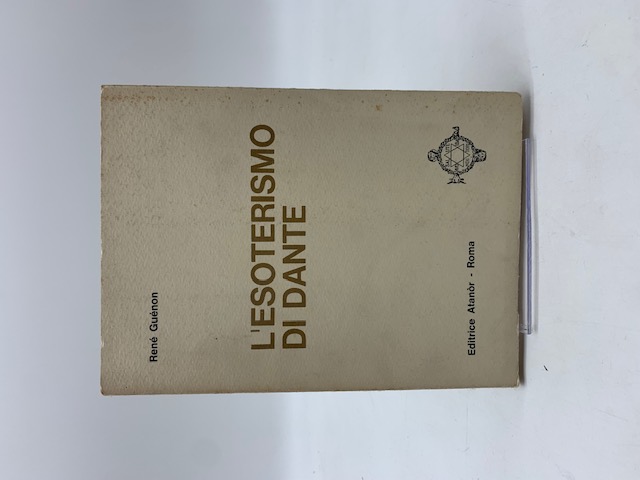 René Guénon
L'ESOTERISMO
DI DANTE
Editrice Atanòr - Roma